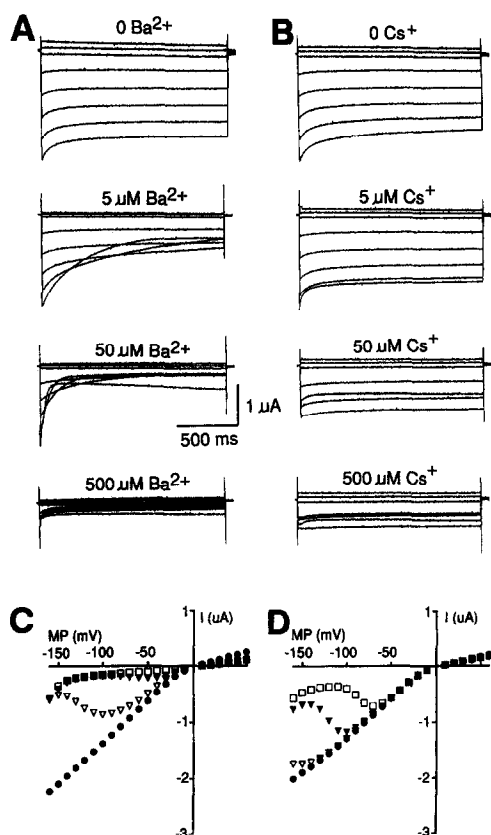 A
B
0 Ba2+
0 Cs+
5 µM Ba2+
5 µM Cs+
50 µM Ba2+
50 µM Cs+
1 µA
500 ms
500 µM Ba2+
500 µM Cs+
C
D
MP (mV)
-150 -100 -50
1
I (uA)
-1
-2
-3
MP (mV)
-150 -100 -50
1
I (uA)
-1
-2
-3